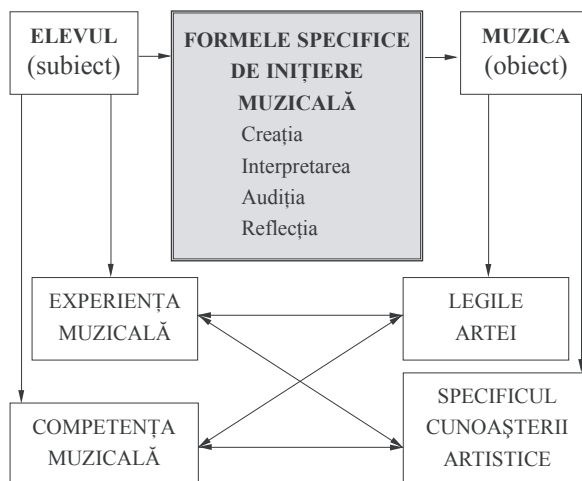 ELEVUL
(subiect)
FORMELE SPECIFICE
DE INIȚIERE
MUZICALĂ
Creația
Interpretarea
Audiția
Reflecția
MUZICA
(obiect)
EXPERIENȚA
MUZICALĂ
LEGILE
ARTEI
COMPETENȚA
MUZICALĂ
SPECIFICUL
CUNOAȘTERII
ARTISTICE